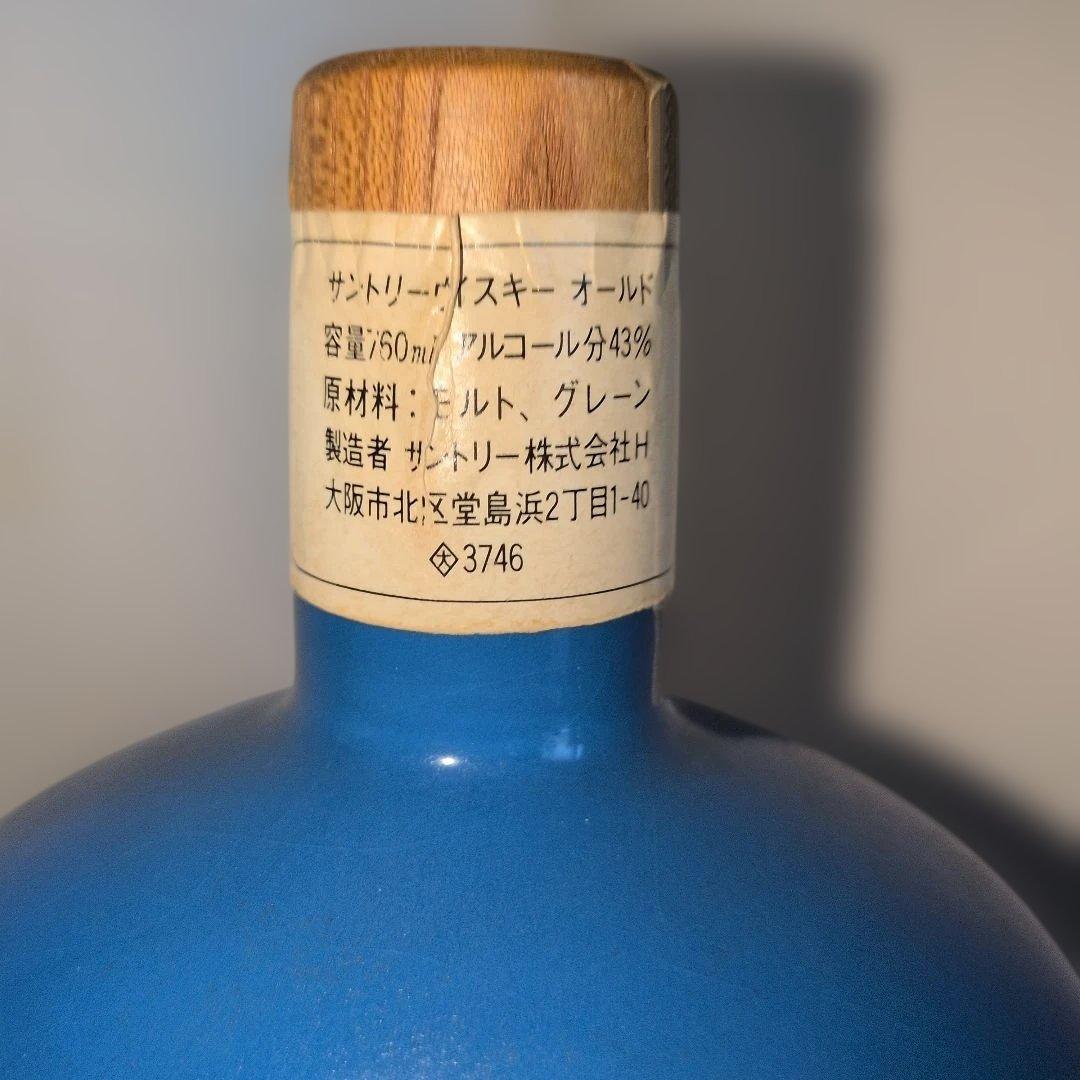 サントリーウイスキー オールド
容量760ml アルコール分43%
原材料：モルト、グレーン
製造者 サントリー株式会社H
大阪市北区堂島浜2丁目1-40
大3746